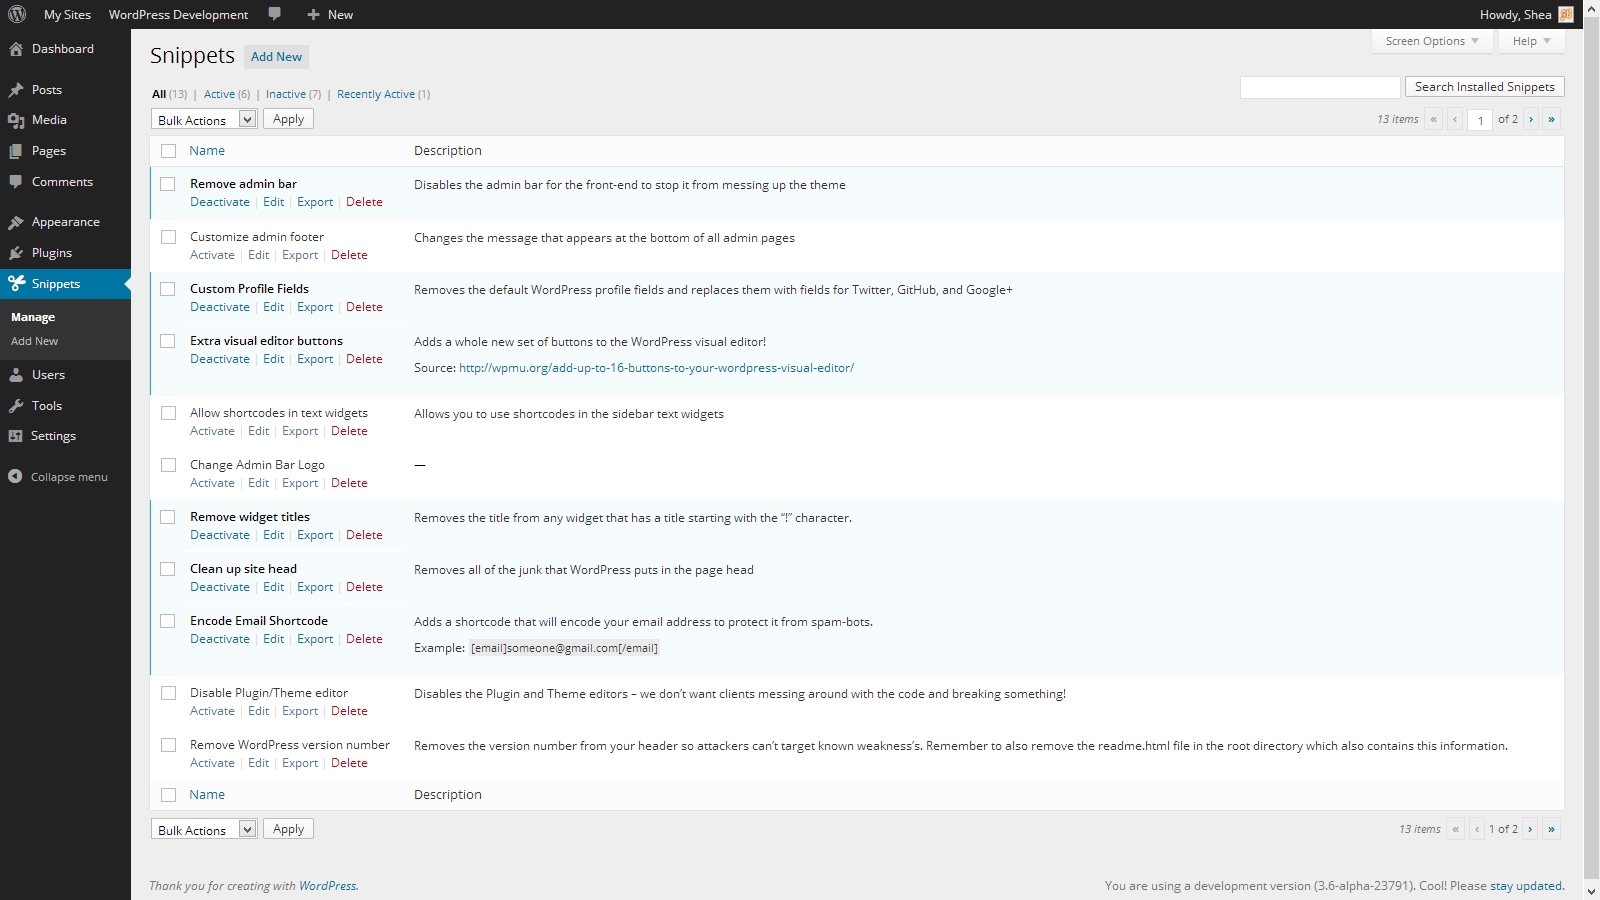 My Sites WordPress Development New Howdy, Shea
Dashboard
Posts
Media
Pages
Comments
Appearance
Plugins
Snippets
Manage
Add New
Users
Tools
Settings
Collapse menu
Screen Options Help
Snippets Add New
All (13) | Active (6) | Inactive (7) | Recently Active (1)
Search Installed Snippets
Bulk Actions Apply
13 items « ‹ 1 of 2 › »
Name Description
Remove admin bar Disables the admin bar for the front-end to stop it from messing up the theme
Deactivate | Edit | Export | Delete
Customize admin footer Changes the message that appears at the bottom of all admin pages
Activate | Edit | Export | Delete
Custom Profile Fields Removes the default WordPress profile fields and replaces them with fields for Twitter, GitHub, and Google+
Deactivate | Edit | Export | Delete
Extra visual editor buttons Adds a whole new set of buttons to the WordPress visual editor!
Deactivate | Edit | Export | Delete
Source: http://wpmu.org/add-up-to-16-buttons-to-your-wordpress-visual-editor/
Allow shortcodes in text widgets Allows you to use shortcodes in the sidebar text widgets
Activate | Edit | Export | Delete
Change Admin Bar Logo —
Activate | Edit | Export | Delete
Remove widget titles Removes the title from any widget that has a title starting with the “!” character.
Deactivate | Edit | Export | Delete
Clean up site head Removes all of the junk that WordPress puts in the page head
Deactivate | Edit | Export | Delete
Encode Email Shortcode Adds a shortcode that will encode your email address to protect it from spam-bots.
Deactivate | Edit | Export | Delete
Example: [email]someone@gmail.com[/email]
Disable Plugin/Theme editor Disables the Plugin and Theme editors – we don’t want clients messing around with the code and breaking something!
Activate | Edit | Export | Delete
Remove WordPress version number Removes the version number from your header so attackers can’t target known weakness’s. Remember to also remove the readme.html file in the root directory which also contains this information.
Activate | Edit | Export | Delete
Name Description
Bulk Actions Apply
13 items « ‹ 1 of 2 › »
Thank you for creating with WordPress.
You are using a development version (3.6-alpha-23791). Cool! Please stay updated.